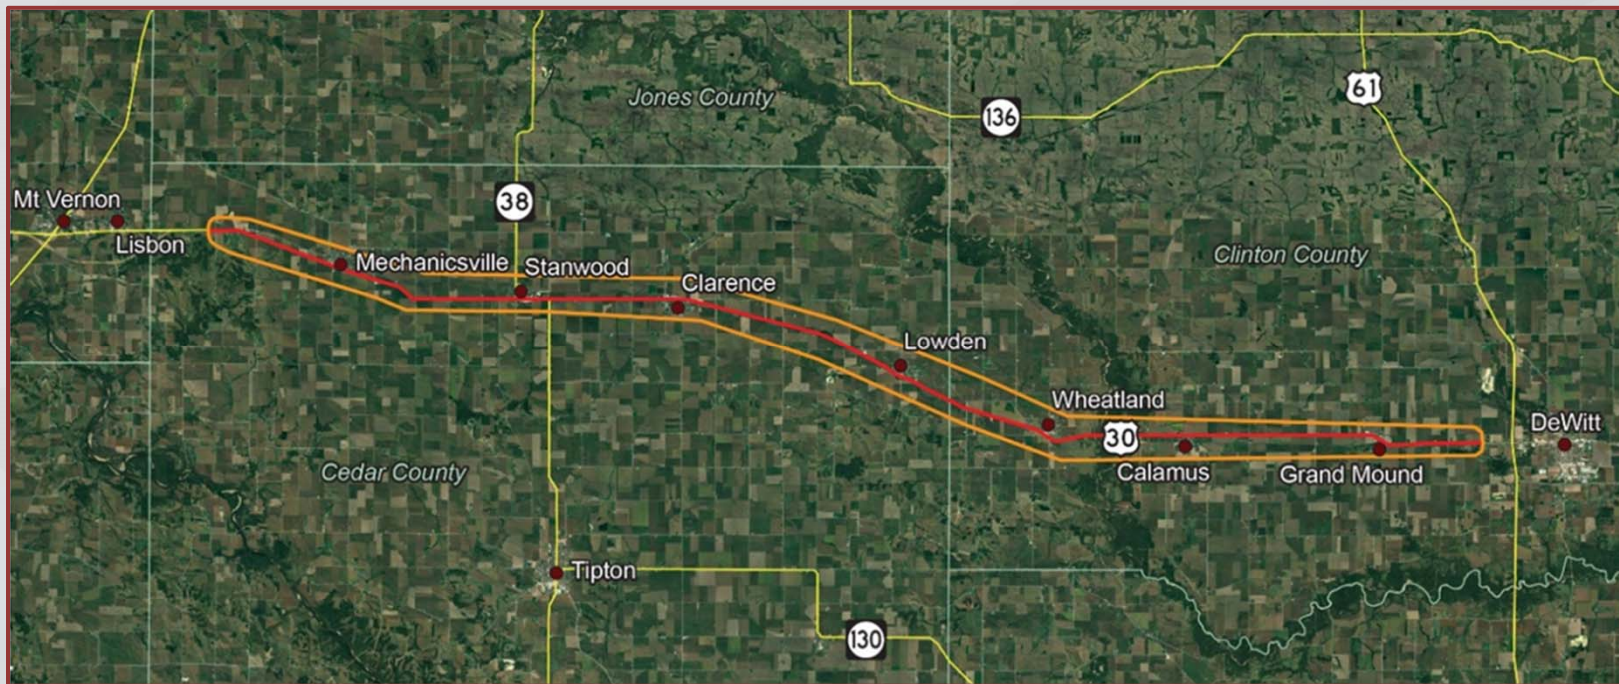 61
Jones County
136
Mt Vernon
38
Lisbon
Clinton County
Mechanicsville
Stanwood
Clarence
Lowden
Wheatland
30
DeWitt
Cedar County
Calamus
Grand Mound
Tipton
130